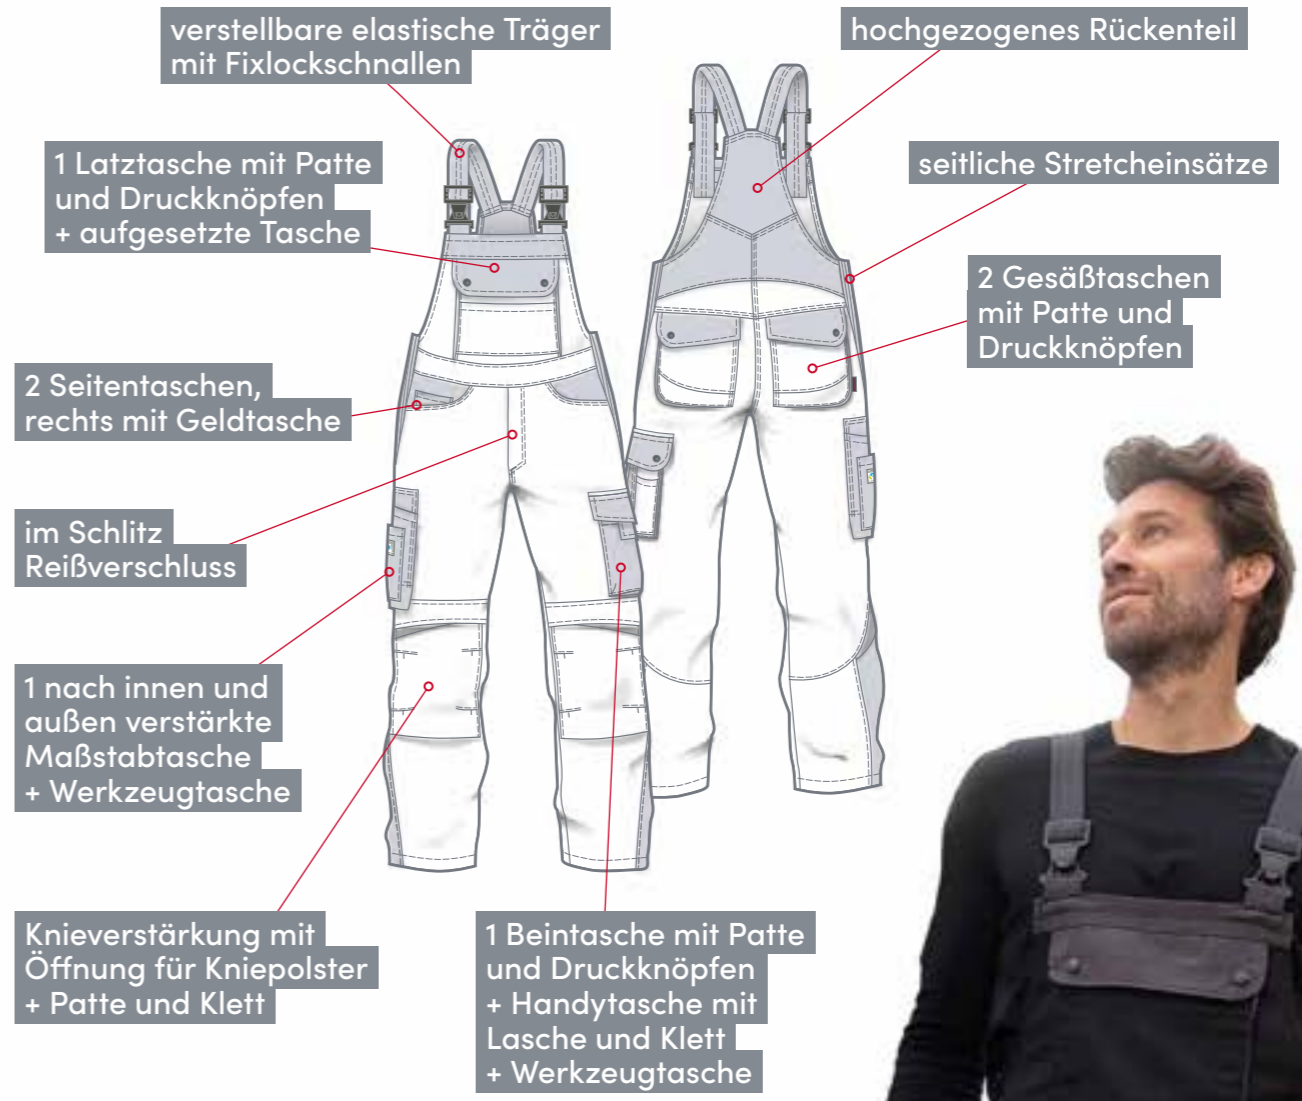 verstellbare elastische Träger
mit Fixlockschnallen
hochgezogenes Rückenteil
1 Latztasche mit Patte
und Druckknöpfen
+ aufgesetzte Tasche
seitliche Stretcheinsätze
2 Gesäßtaschen
mit Patte und
Druckknöpfen
2 Seitentaschen,
rechts mit Geldtasche
im Schlitz
Reißverschluss
1 nach innen und
außen verstärkte
Maßstabtasche
+ Werkzeugtasche
Knieverstärkung mit
Öffnung für Kniepolster
+ Patte und Klett
1 Beintasche mit Patte
und Druckknöpfen
+ Handytasche mit
Lasche und Klett
+ Werkzeugtasche